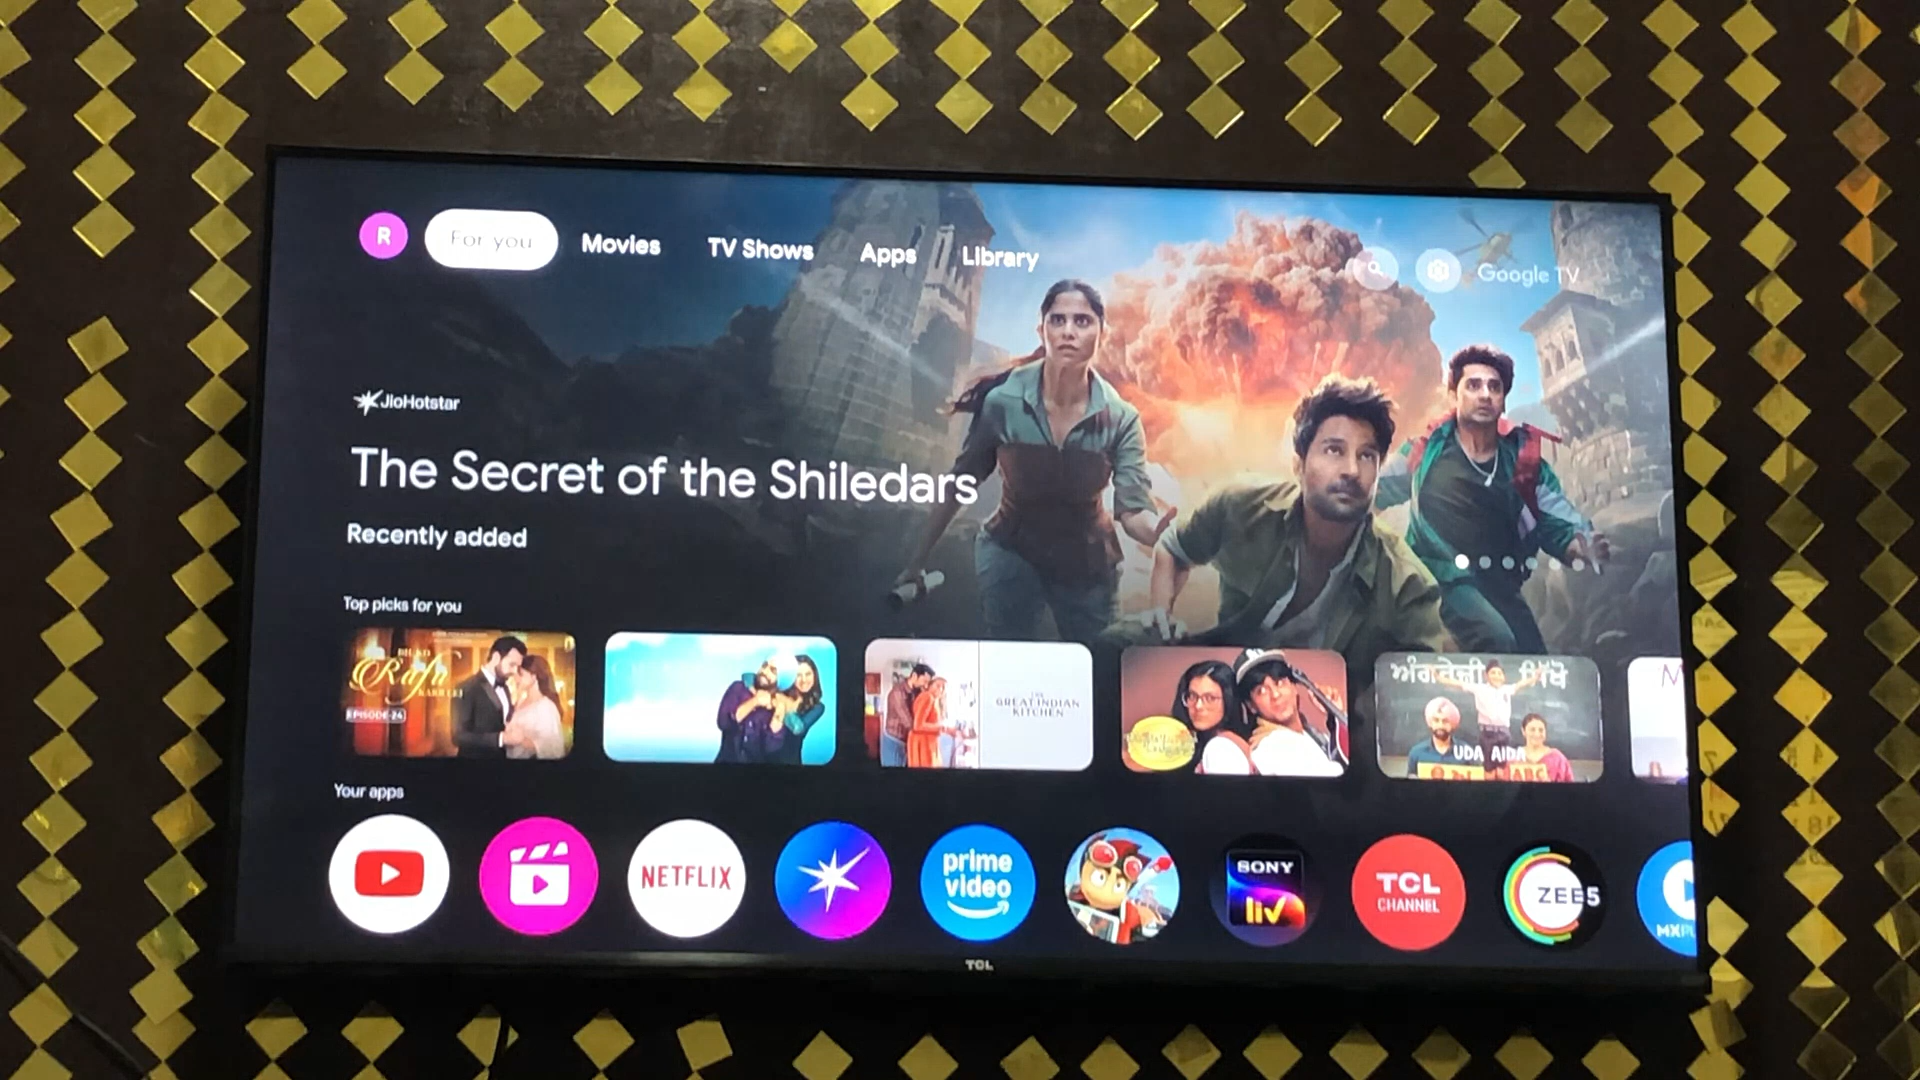 R
For you
Movies
TV Shows
Apps
Library
Google TV
JioHotstar
The Secret of the Shiledars
Recently added
Top picks for you
Rafu
EPISODE-24
THE
GREAT INDIAN
KITCHEN
ਅੰਗਰੇਜ਼ੀ
UDA AIDA
ABC
M
Your apps
NETFLIX
prime
video
SONY
liv
TCL
CHANNEL
ZEE5
TCL